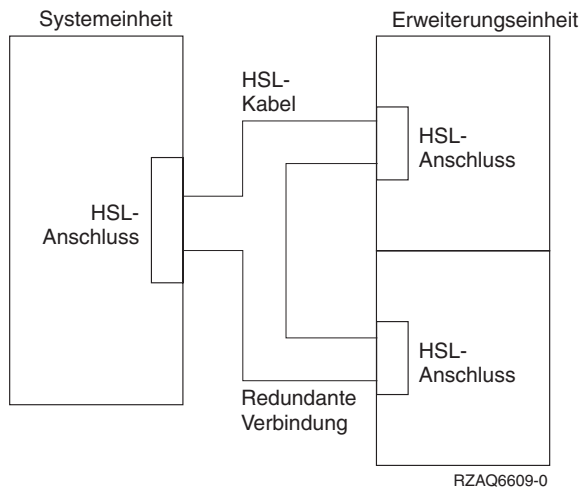 Systemeinheit
Erweiterungseinheit
HSL-
Kabel
HSL-
Anschluss
HSL-
Anschluss
HSL-
Anschluss
Redundante
Verbindung
RZAQ6609-0